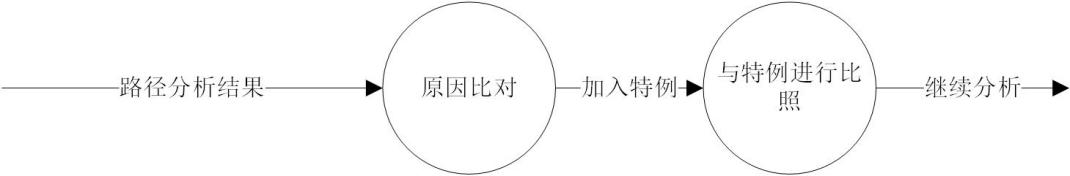 路径分析结果
原因比对
加入特例
与特例进行比
照
继续分析